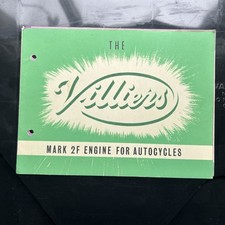 THE
Villiers
MARK 2F ENGINE FOR AUTOCYCLES